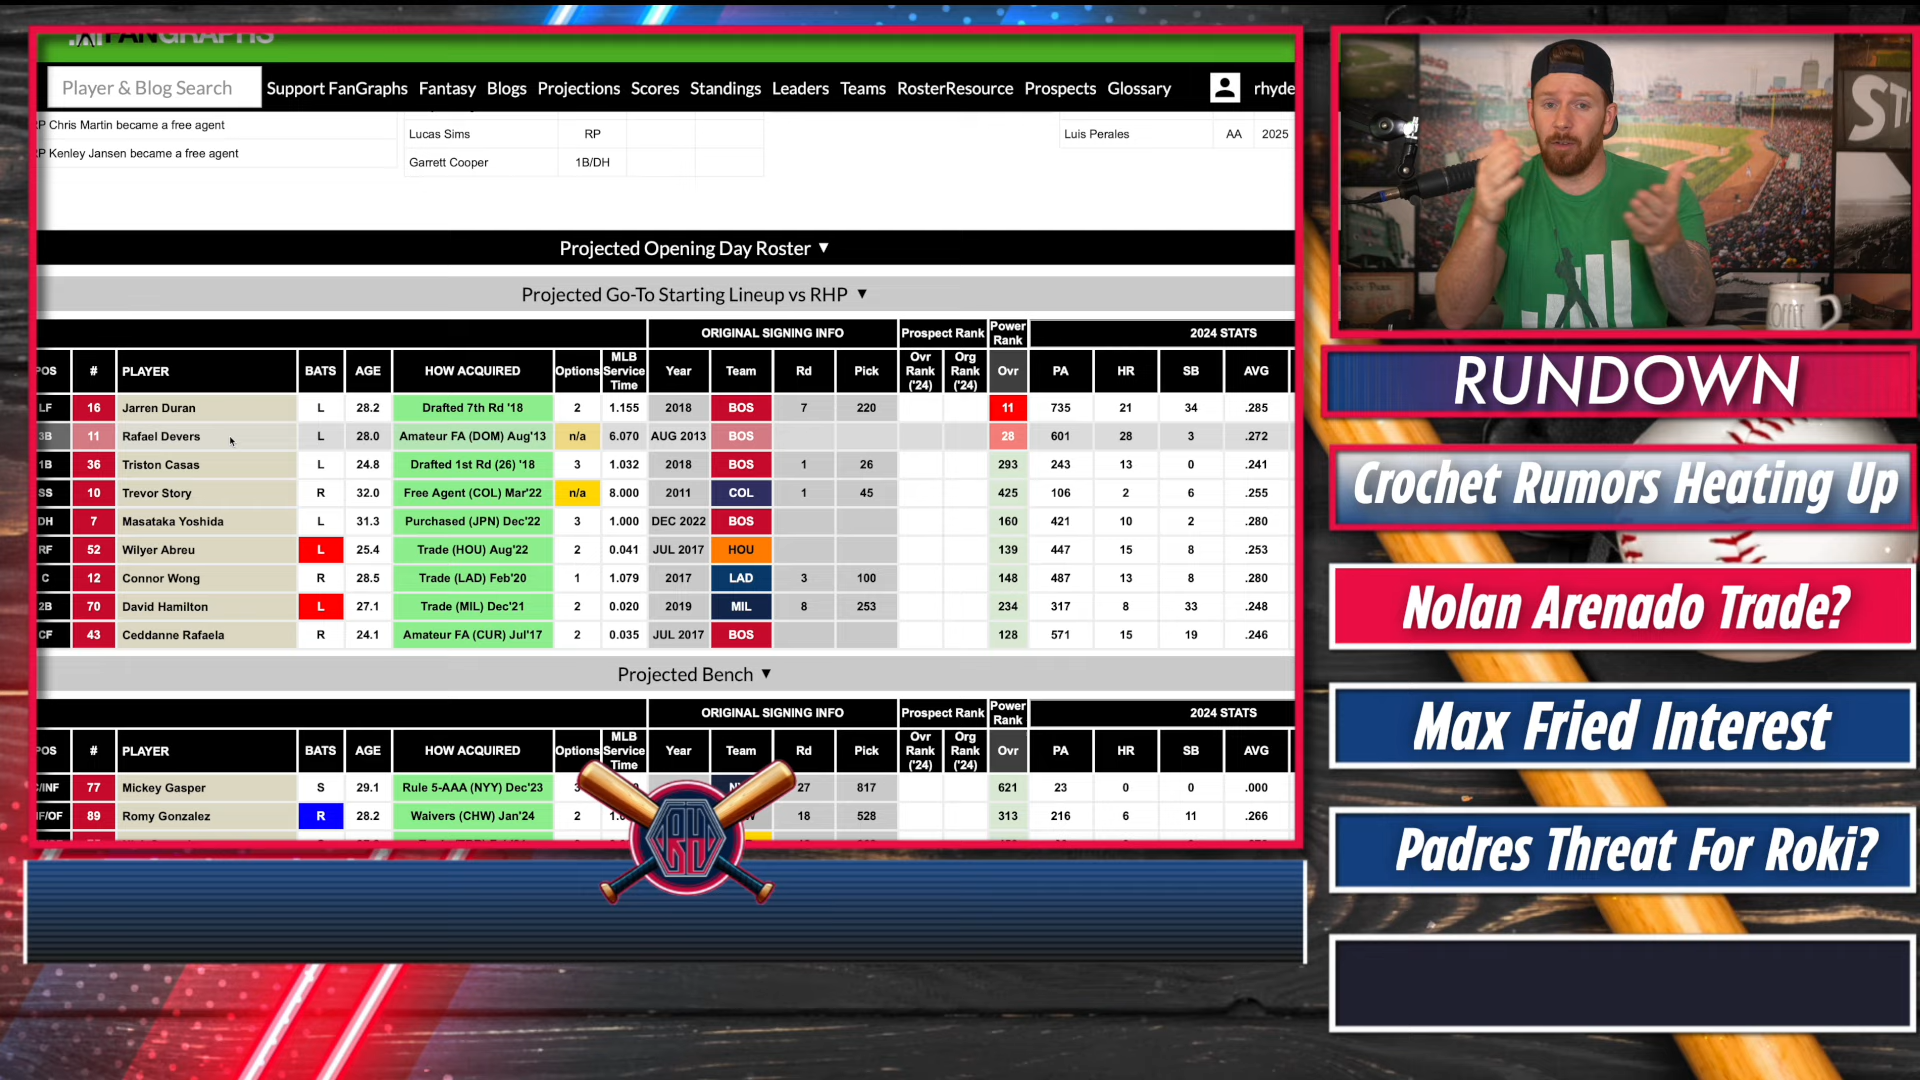 FANGRAPHS
Player & Blog Search Support FanGraphs Fantasy Blogs Projections Scores Standings Leaders Teams RosterResource Prospects Glossary rhyde
RP Chris Martin became a free agent
RP Kenley Jansen became a free agent
Lucas Sims RP
Garrett Cooper 1B/DH
Luis Perales AA 2025
Projected Opening Day Roster ▼
Projected Go-To Starting Lineup vs RHP ▼
ORIGINAL SIGNING INFO Prospect Rank Power Rank 2024 STATS
POS # PLAYER BATS AGE HOW ACQUIRED Options MLB Service Time Year Team Rd Pick Ovr Rank ('24) Org Rank ('24) Ovr PA HR SB AVG
LF 16 Jarren Duran L 28.2 Drafted 7th Rd '18 2 1.155 2018 BOS 7 220 11 735 21 34 .285
3B 11 Rafael Devers L 28.0 Amateur FA (DOM) Aug'13 n/a 6.070 AUG 2013 BOS 28 601 28 3 .272
1B 36 Triston Casas L 24.8 Drafted 1st Rd (26) '18 3 1.032 2018 BOS 1 26 293 243 13 0 .241
SS 10 Trevor Story R 32.0 Free Agent (COL) Mar'22 n/a 8.000 2011 COL 1 45 425 106 2 6 .255
DH 7 Masataka Yoshida L 31.3 Purchased (JPN) Dec'22 3 1.000 DEC 2022 BOS 160 421 10 2 .280
RF 52 Wilyer Abreu L 25.4 Trade (HOU) Aug'22 2 0.041 JUL 2017 HOU 139 447 15 8 .253
C 12 Connor Wong R 28.5 Trade (LAD) Feb'20 1 1.079 2017 LAD 3 100 148 487 13 8 .280
2B 70 David Hamilton L 27.1 Trade (MIL) Dec'21 2 0.020 2019 MIL 8 253 234 317 8 33 .248
CF 43 Ceddanne Rafaela R 24.1 Amateur FA (CUR) Jul'17 2 0.035 JUL 2017 BOS 128 571 15 19 .246
Projected Bench ▼
ORIGINAL SIGNING INFO Prospect Rank Power Rank 2024 STATS
POS # PLAYER BATS AGE HOW ACQUIRED Options MLB Service Time Year Team Rd Pick Ovr Rank ('24) Org Rank ('24) Ovr PA HR SB AVG
/INF 77 Mickey Gasper S 29.1 Rule 5-AAA (NYY) Dec'23 27 817 621 23 0 0 .000
IF/OF 89 Romy Gonzalez R 28.2 Waivers (CHW) Jan'24 2 18 528 313 216 6 11 .266
COFFEE
RUNDOWN
Crochet Rumors Heating Up
Nolan Arenado Trade?
Max Fried Interest
Padres Threat For Roki?